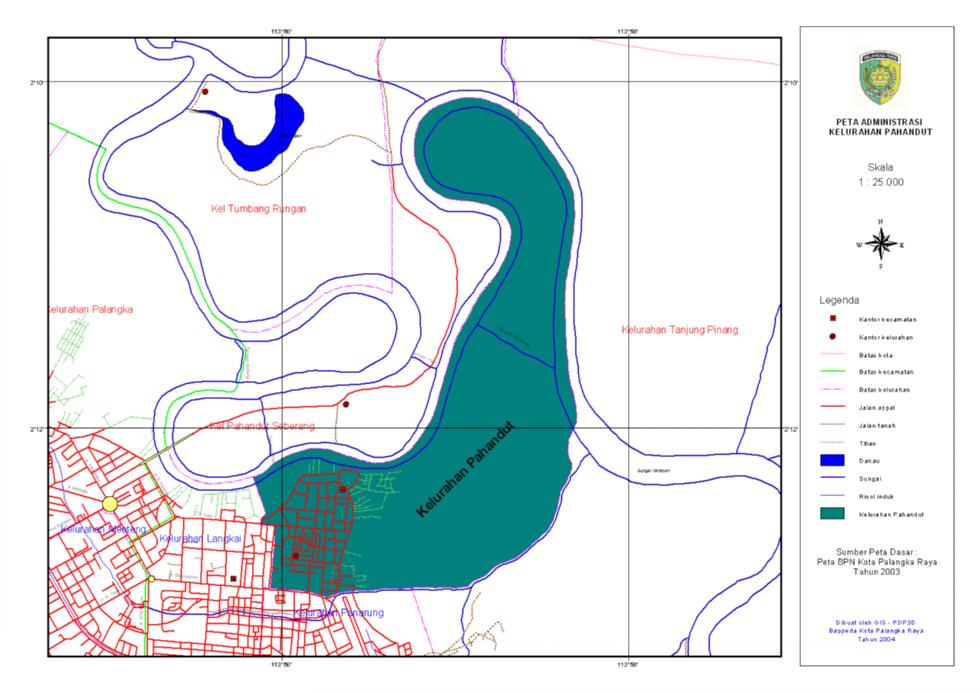 113°56'
113°58'
2°10'
2°10'
Kel Tumbang Rungan
Kelurahan Palangka
Kelurahan Tanjung Pinang
Kel Pahandut Seberang
2°12'
2°12'
Kelurahan Pahandut
Kelurahan Menteng
Kelurahan Langkai
Kelurahan Panarung
113°56'
113°58'
PETA ADMINISTRASI
KELURAHAN PAHANDUT
Skala
1 : 25.000
N
W E
S
Legenda
Kantor kecamatan
Kantor kelurahan
Batas kota
Batas kecamatan
Batas kelurahan
Jalan aspal
Jalan tanah
Titian
Danau
Sungai
Riool induk
Kelurahan Pahandut
Sumber Peta Dasar :
Peta BPN Kota Palangka Raya
Tahun 2003
Dibuat oleh GIS - PDP3D
Bappeda Kota Palangka Raya
Tahun 2004